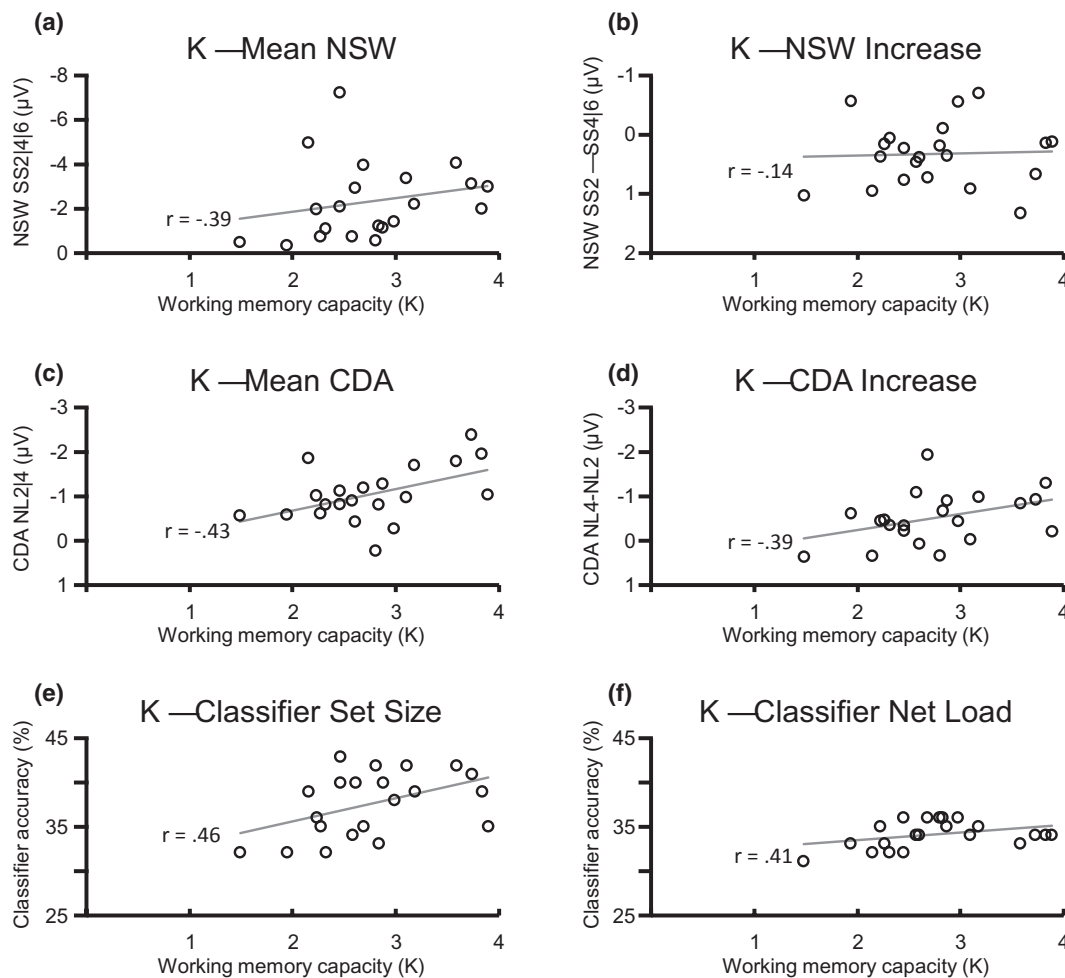 (a)
K —Mean NSW
NSW SS2|4|6 (µV)
-8
-6
-4
-2
0
r = -.39
1 2 3 4
Working memory capacity (K)
(b)
K —NSW Increase
NSW SS2 —SS4|6 (µV)
-1
0
1
2
r = -.14
1 2 3 4
Working memory capacity (K)
(c)
K —Mean CDA
CDA NL2|4 (µV)
-3
-2
-1
0
1
r = -.43
1 2 3 4
Working memory capacity (K)
(d)
K —CDA Increase
CDA NL4-NL2 (µV)
-3
-2
-1
0
1
r = -.39
1 2 3 4
Working memory capacity (K)
(e)
K —Classifier Set Size
Classifier accuracy (%)
45
35
25
r = .46
1 2 3 4
Working memory capacity (K)
(f)
K —Classifier Net Load
Classifier accuracy (%)
45
35
25
r = .41
1 2 3 4
Working memory capacity (K)